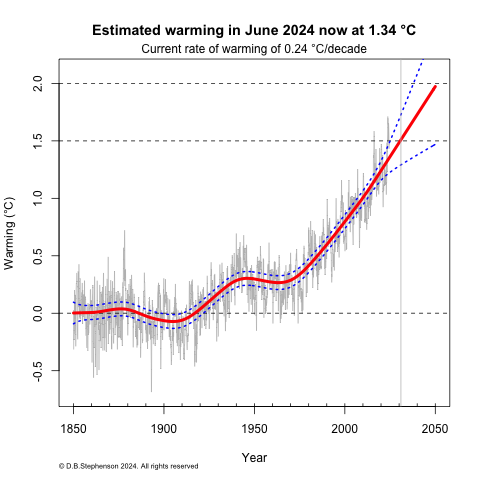 Estimated warming in June 2024 now at 1.34 °C
Current rate of warming of 0.24 °C/decade
Warming (°C)
2.0
1.5
1.0
0.5
0.0
-0.5
1850 1900 1950 2000 2050
Year
© D.B.Stephenson 2024. All rights reserved